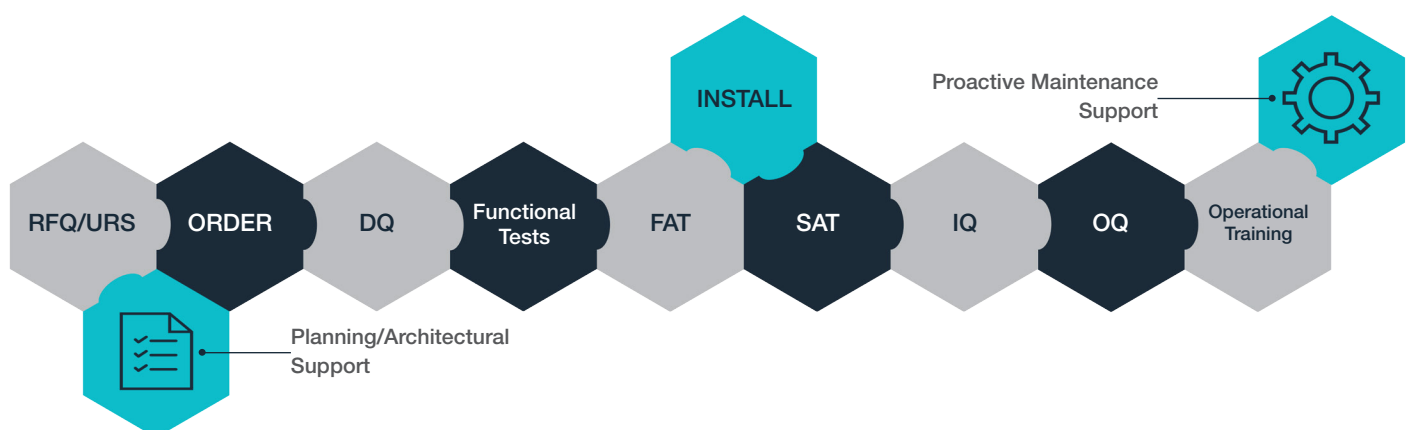 INSTALL
Proactive Maintenance
Support
RFQ/URS
ORDER
DQ
Functional
Tests
FAT
SAT
IQ
OQ
Operational
Training
Planning/Architectural
Support